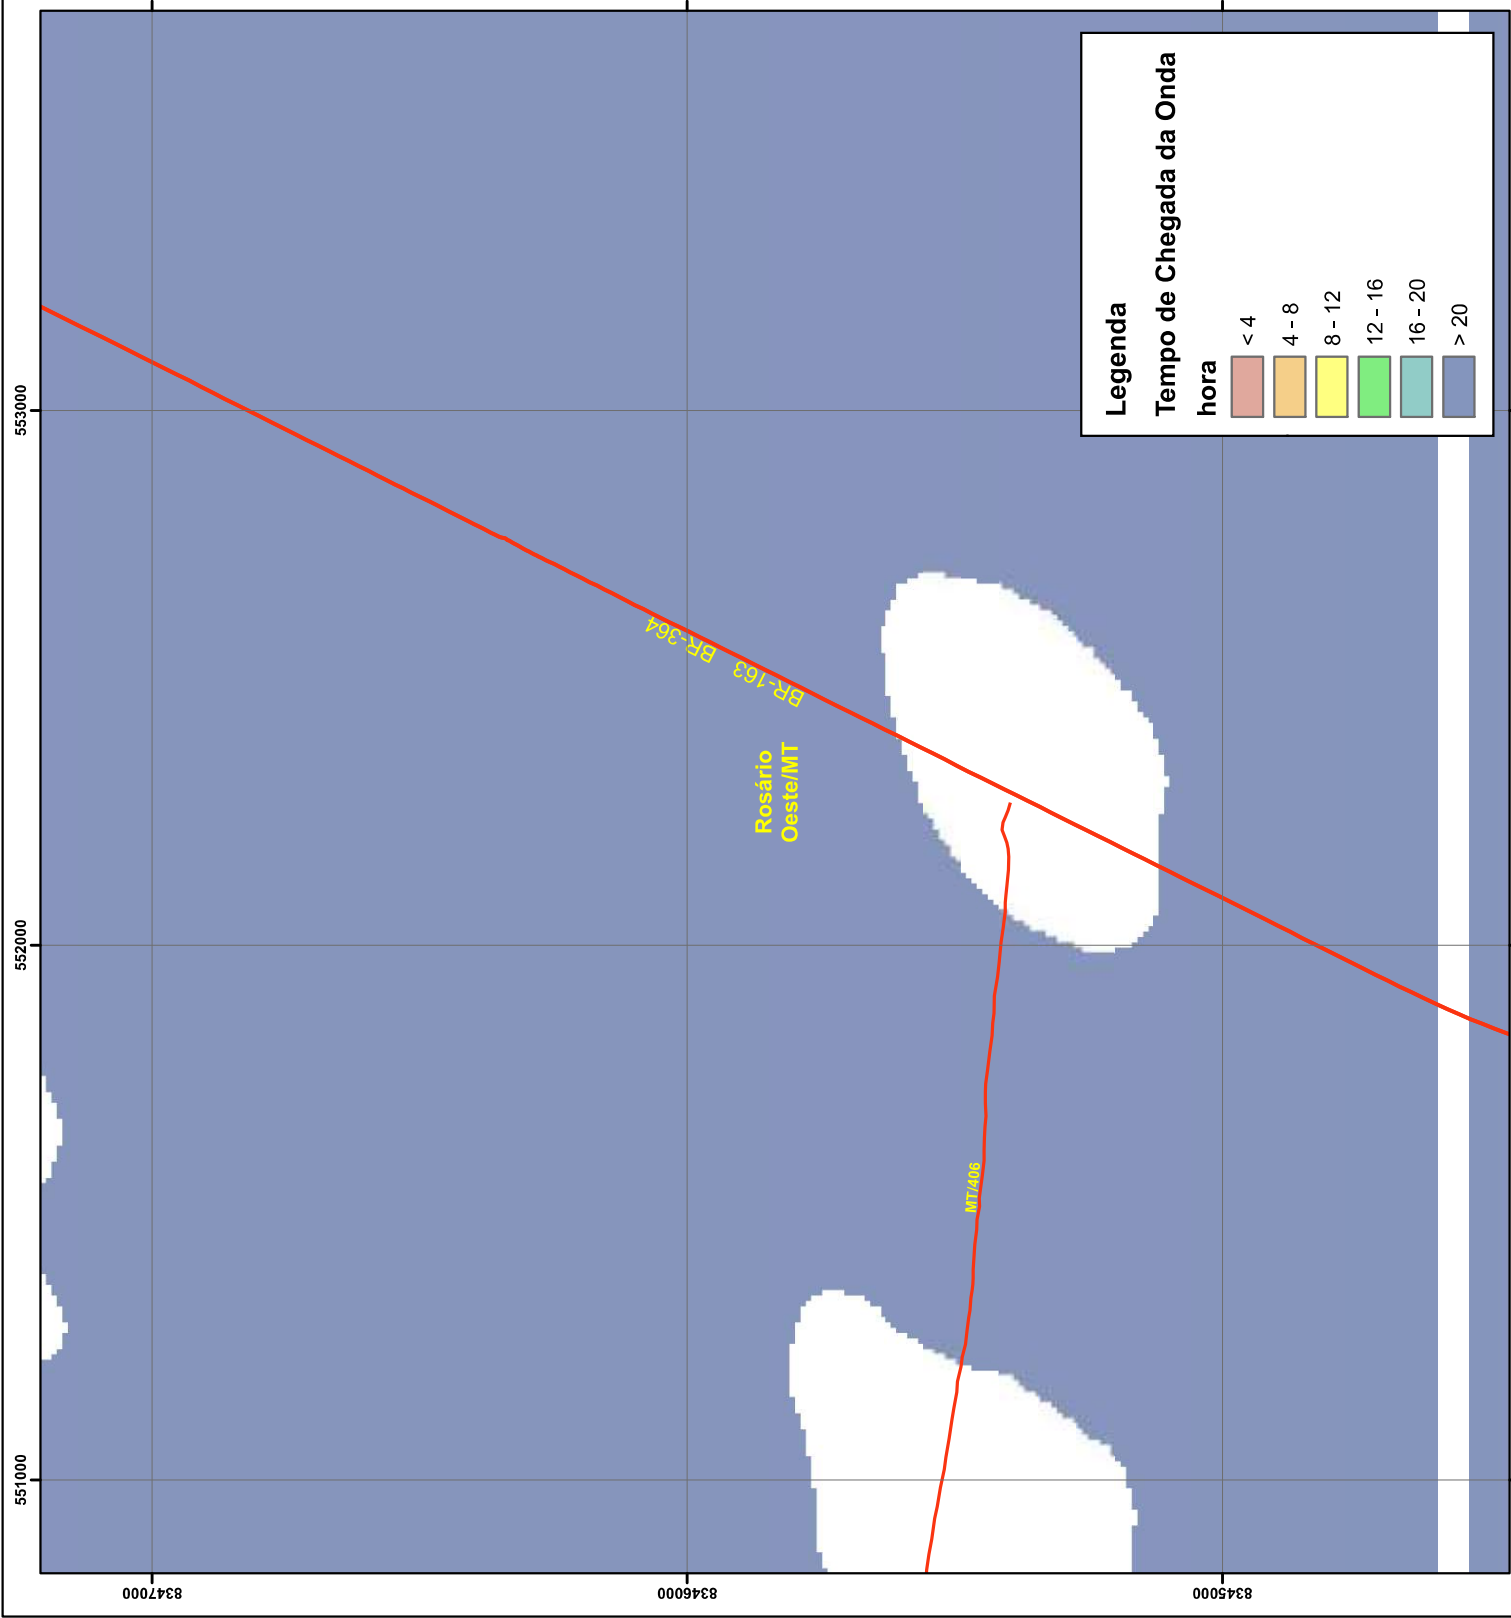 551000
552000
553000
8347000
8346000
8345000
BR-364
BR-163
Rosário
Oeste/MT
MT/406
Legenda
Tempo de Chegada da Onda
hora
< 4
4 - 8
8 - 12
12 - 16
16 - 20
> 20